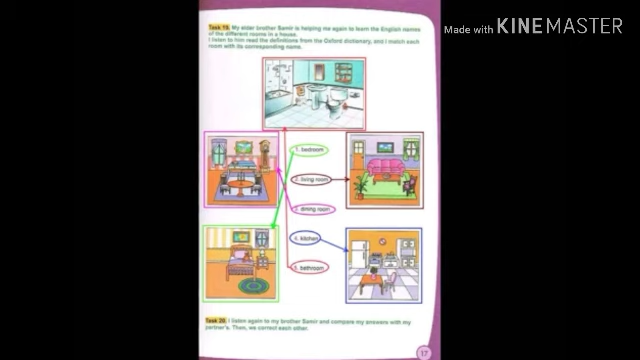 Made with KINEMASTER
Task 19. My elder brother Samir is helping me again to learn the English names
of the different rooms in a house.
I listen to him read the definitions from the Oxford dictionary, and I match each
room with its corresponding name.
1. bedroom
2. living room
3. dining room
4. kitchen
5. bathroom
Task 20. I listen again to my brother Samir and compare my answers with my
partner's. Then, we correct each other.
17